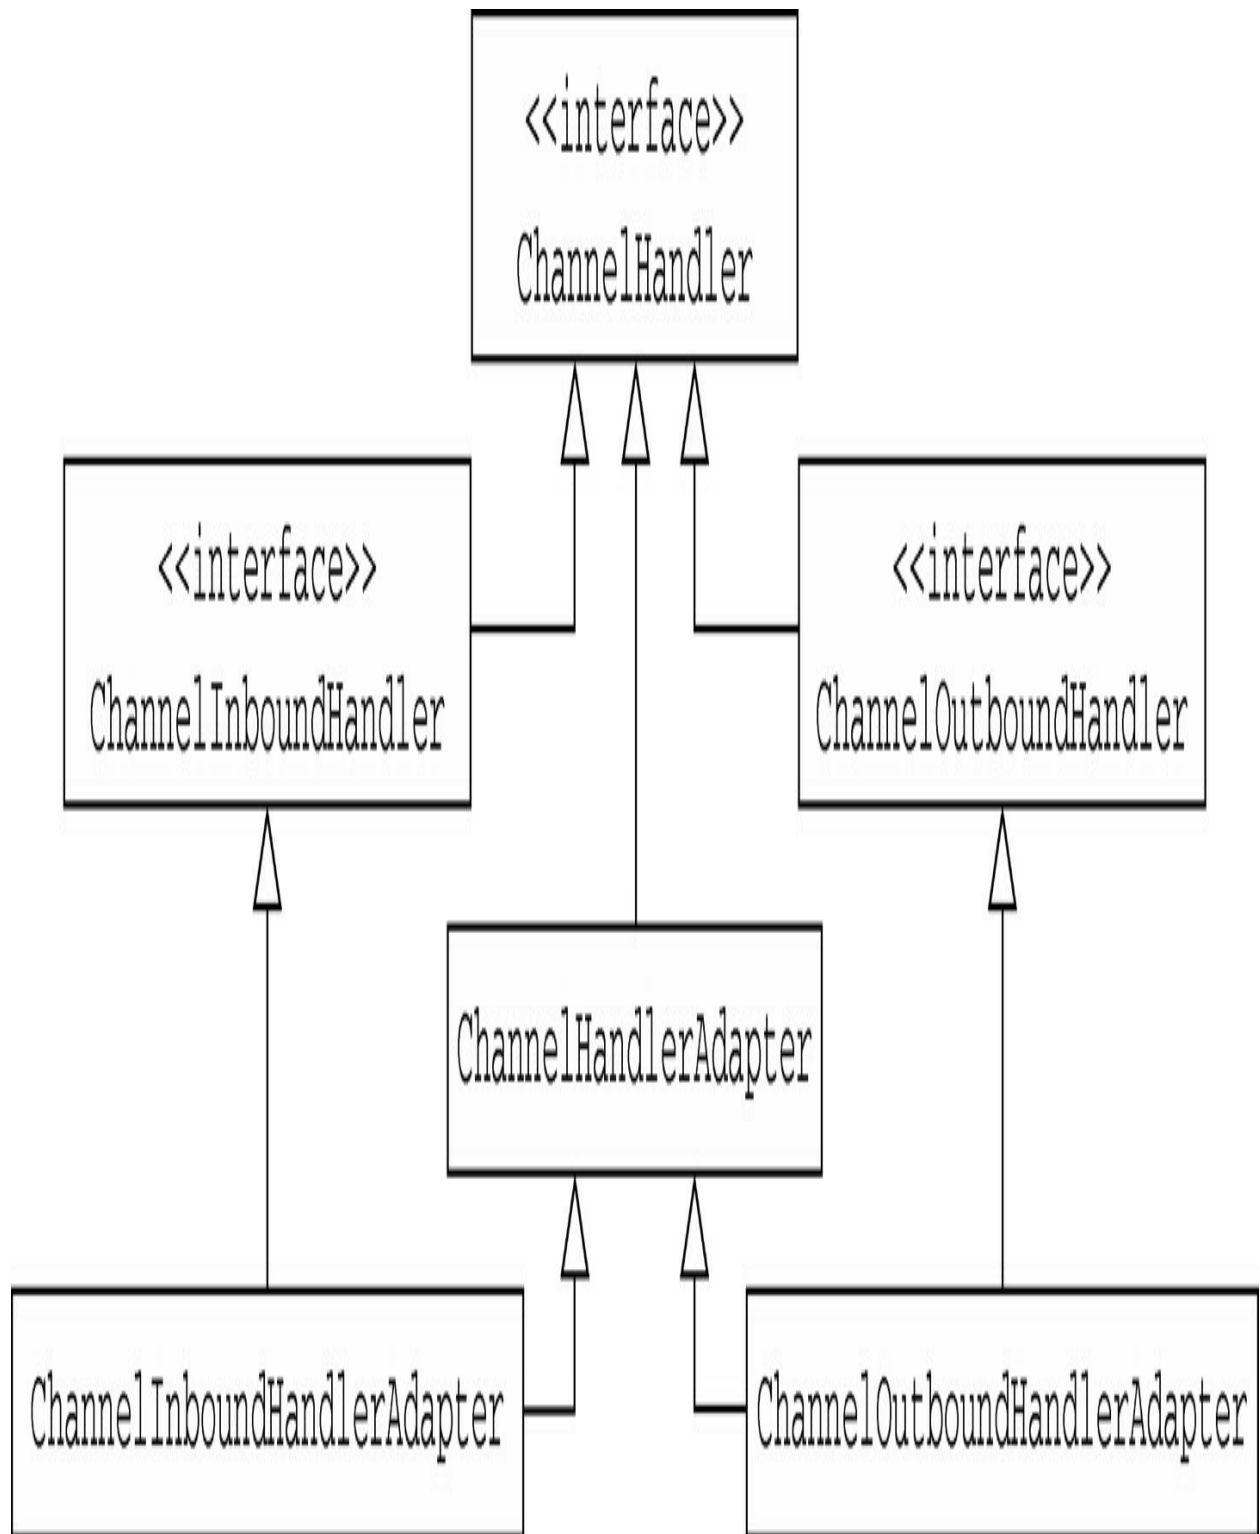 <<interface>>
ChannelHandler
<<interface>>
ChannelInboundHandler
<<interface>>
ChannelOutboundHandler
ChannelHandlerAdapter
ChannelInboundHandlerAdapter
ChannelOutboundHandlerAdapter